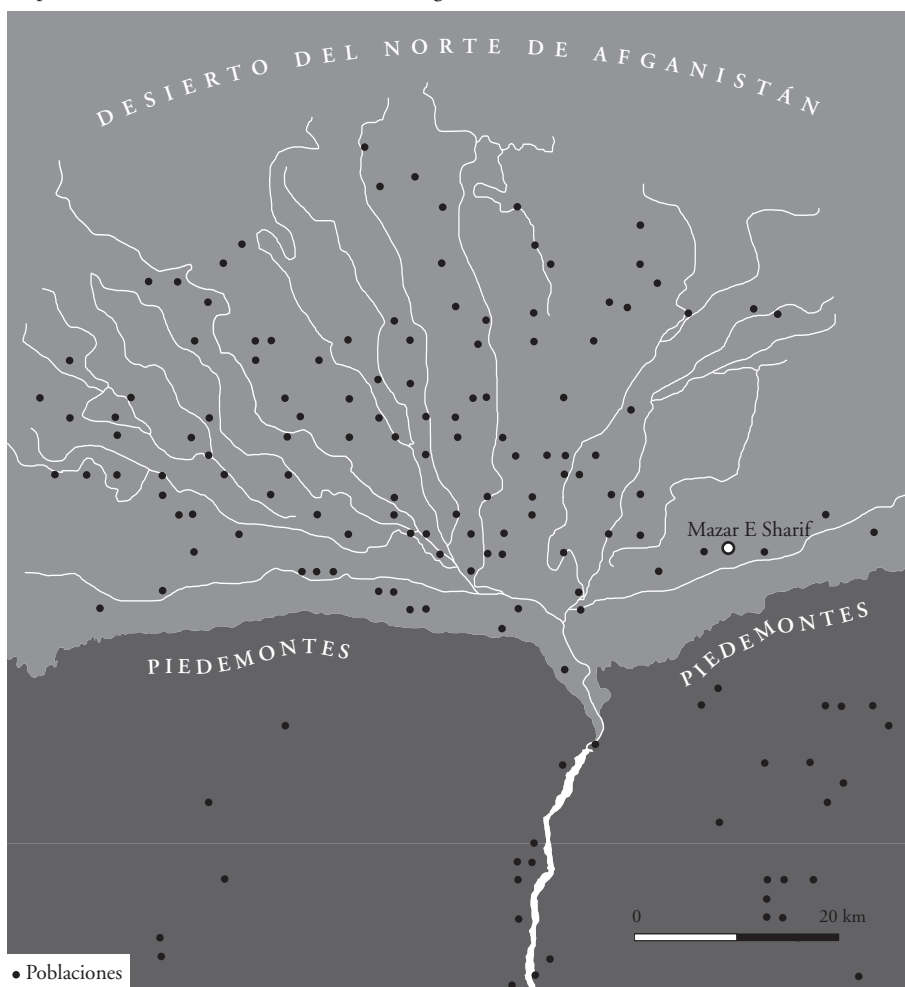 DESIERTO DEL NORTE DE AFGANISTÁN
Mazar E Sharif
PIEDEMONTES
PIEDEMONTES
0 20 km
• Poblaciones